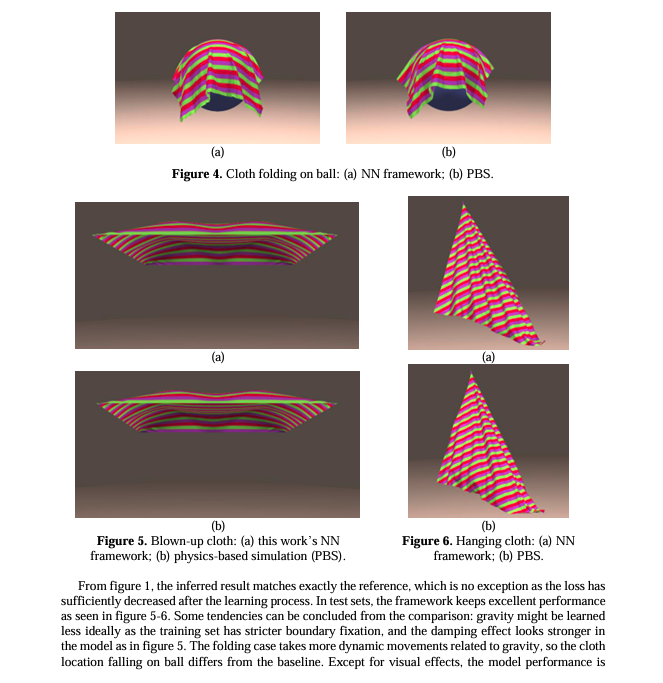 (a)
(b)
Figure 4. Cloth folding on ball: (a) NN framework; (b) PBS.
(a)
(b)
Figure 5. Blown-up cloth: (a) this work's NN
framework; (b) physics-based simulation (PBS).
(a)
(b)
Figure 6. Hanging cloth: (a) NN
framework; (b) PBS.
From figure 1, the inferred result matches exactly the reference, which is no exception as the loss has
sufficiently decreased after the learning process. In test sets, the framework keeps excellent performance
as seen in figure 5-6. Some tendencies can be concluded from the comparison: gravity might be learned
less ideally as the training set has stricter boundary fixation, and the damping effect looks stronger in
the model as in figure 5. The folding case takes more dynamic movements related to gravity, so the cloth
location falling on ball differs from the baseline. Except for visual effects, the model performance is